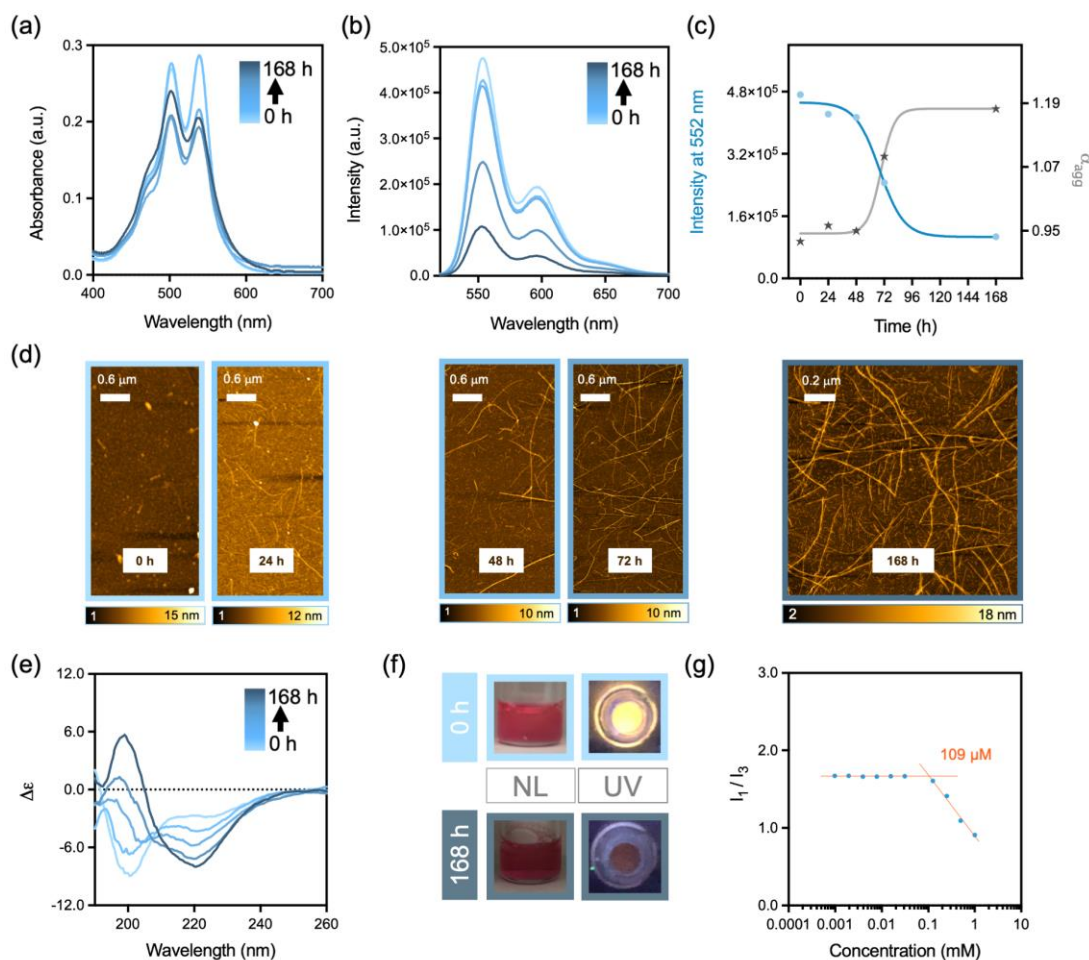 (a)
Absorbance (a.u.)
0.3
0.2
0.1
0.0
400
500
600
700
Wavelength (nm)
168 h
0 h
(b)
Intensity (a.u.)
5.0×10⁵
4.0×10⁵
3.0×10⁵
2.0×10⁵
1.0×10⁵
0.0
550
600
650
700
Wavelength (nm)
168 h
0 h
(c)
Intensity at 552 nm
4.8×10⁵
3.2×10⁵
1.6×10⁵
0.0
1.19
1.07
0.95
αagg
0
24
48
72
96
120
144
168
Time (h)
(d)
0.6 µm
0 h
1 15 nm
0.6 µm
24 h
1 12 nm
0.6 µm
48 h
1 10 nm
0.6 µm
72 h
1 10 nm
0.2 µm
168 h
2 18 nm
(e)
Δε
12.0
6.0
0.0
-6.0
-12.0
200
220
240
260
Wavelength (nm)
168 h
0 h
(f)
0 h
NL
UV
168 h
(g)
I₁ / I₃
3.0
2.0
1.0
0.0
109 µM
0.0001
0.001
0.01
0.1
1
10
Concentration (mM)